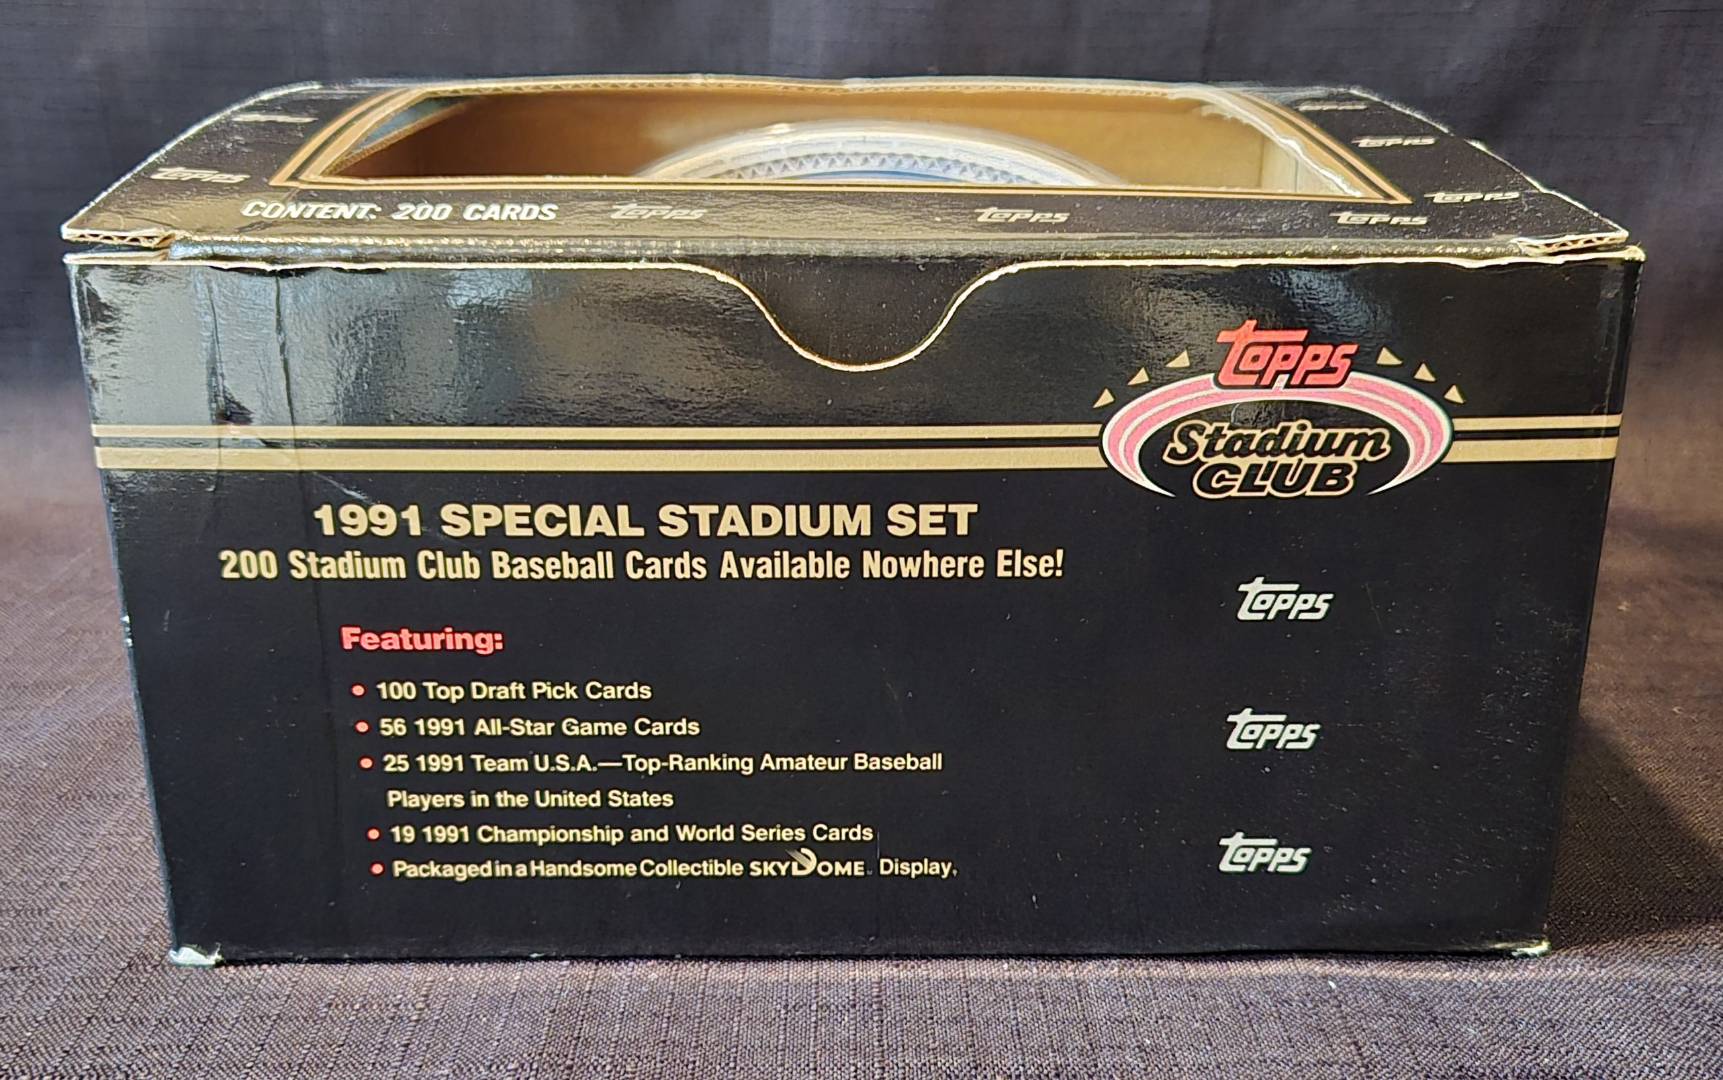 Topps
Topps
Topps
Topps
Topps
CONTENT: 200 CARDS
Topps
Topps
Topps
Topps
Stadium
CLUB
1991 SPECIAL STADIUM SET
200 Stadium Club Baseball Cards Available Nowhere Else!
Topps
Featuring:
100 Top Draft Pick Cards
56 1991 All-Star Game Cards
Topps
25 1991 Team U.S.A.—Top-Ranking Amateur Baseball
Players in the United States
19 1991 Championship and World Series Cards
Topps
Packaged in a Handsome Collectible SKYDOME Display.